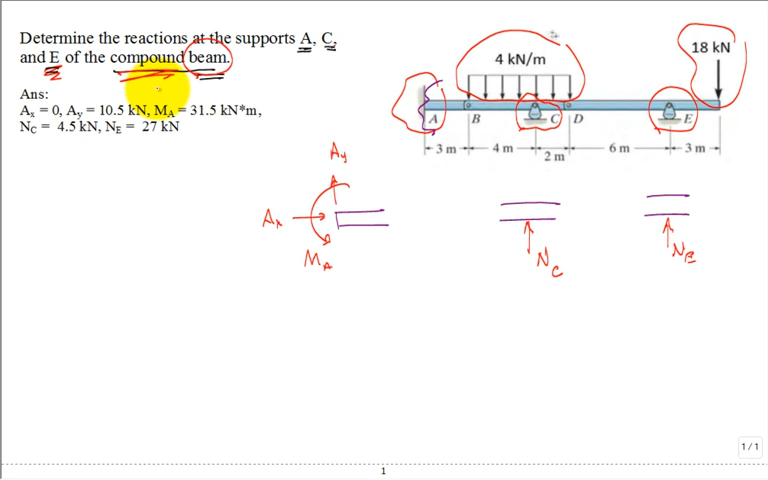 Determine the reactions at the supports A, C,
and E of the compound beam.
Ans:
Ax = 0, Ay = 10.5 kN, MA = 31.5 kN*m,
NC = 4.5 kN, NE = 27 kN
18 kN
4 kN/m
A B C D E
3 m 4 m 2 m 6 m 3 m
Ay
Ax
MA
NC
NE
1 / 1
1